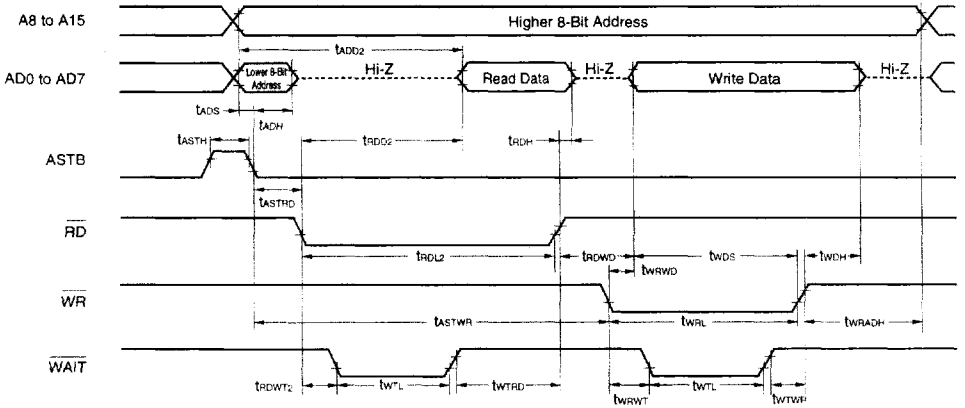 A8 to A15
Higher 8-Bit Address
tADD2
AD0 to AD7
Lower 8-Bit
Address
Hi-Z
Read Data
Hi-Z
Write Data
Hi-Z
tADS
tADH
tASTH
tRDD2
tRDH
ASTB
tASTRD
RD
tRDL2
tRDWD
tWDS
tWDH
tWRWD
WR
tASTWR
tWRL
tWRADH
WAIT
tRDWT2
tWTL
tWTRD
tWRWT
tWTL